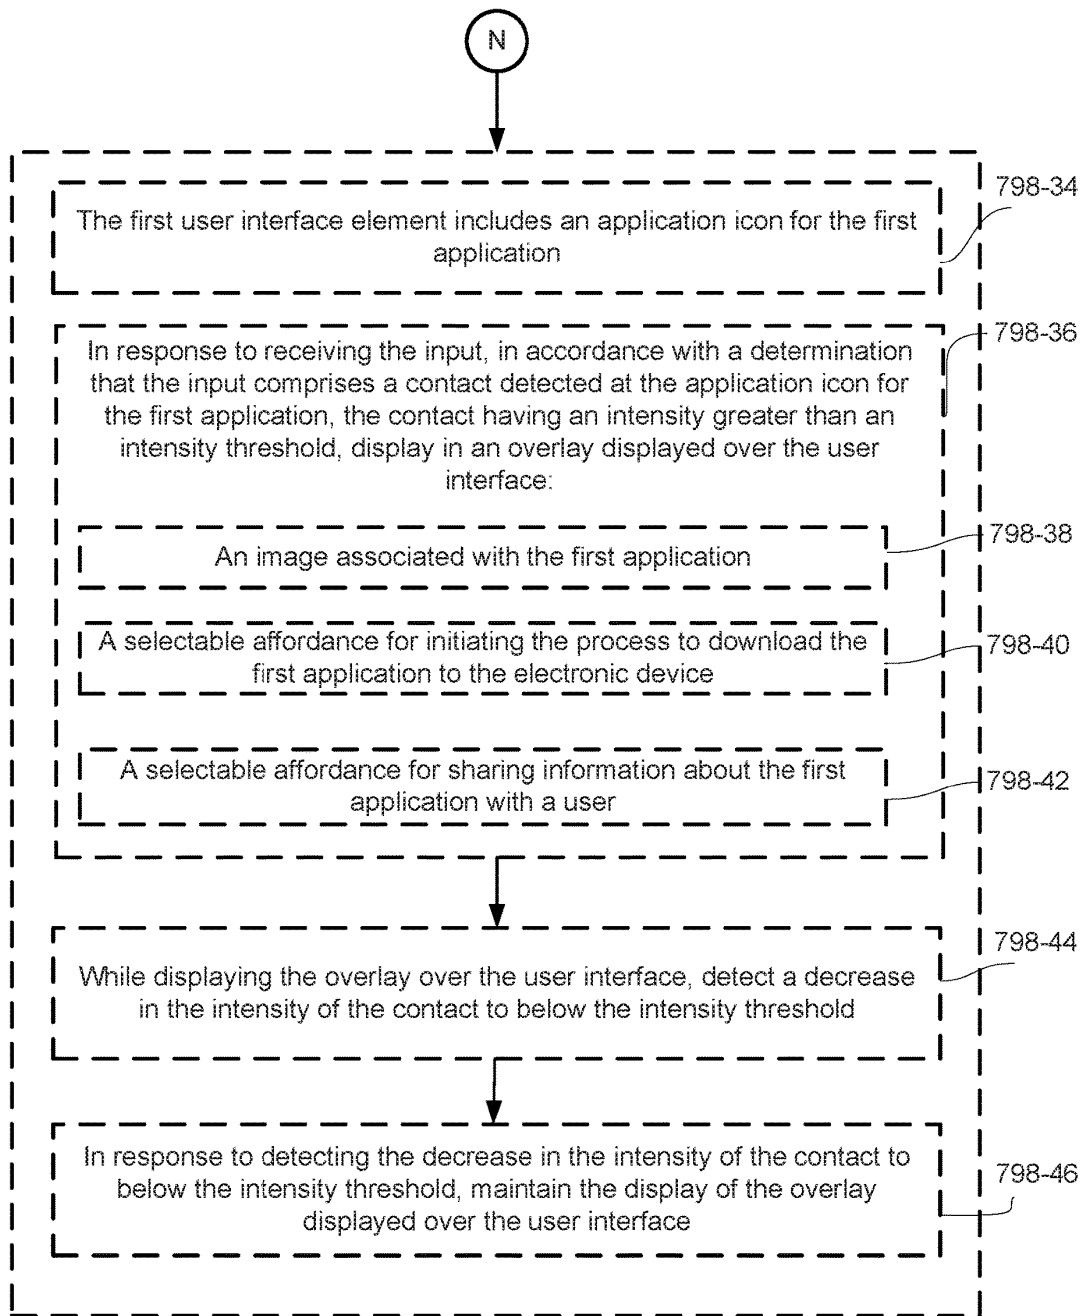 N
798-34
The first user interface element includes an application icon for the first
application
798-36
In response to receiving the input, in accordance with a determination
that the input comprises a contact detected at the application icon for
the first application, the contact having an intensity greater than an
intensity threshold, display in an overlay displayed over the user
interface:
798-38
An image associated with the first application
798-40
A selectable affordance for initiating the process to download the
first application to the electronic device
798-42
A selectable affordance for sharing information about the first
application with a user
798-44
While displaying the overlay over the user interface, detect a decrease
in the intensity of the contact to below the intensity threshold
798-46
In response to detecting the decrease in the intensity of the contact to
below the intensity threshold, maintain the display of the overlay
displayed over the user interface